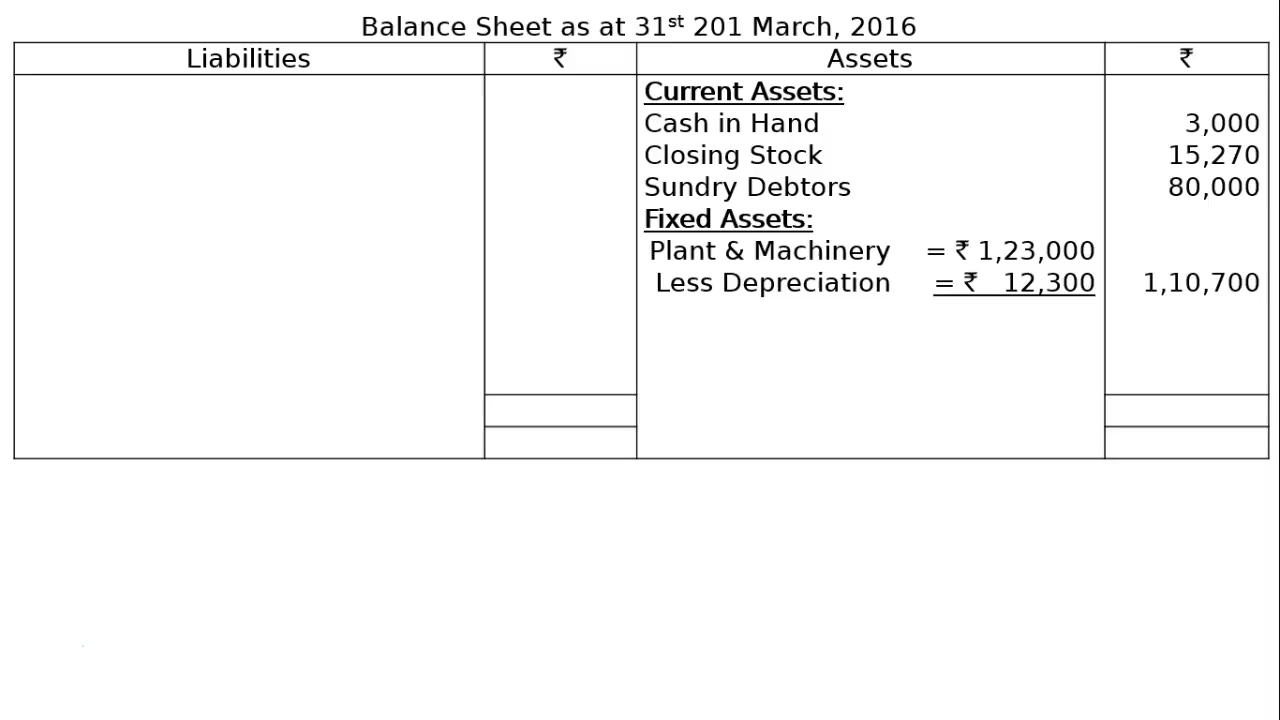 Balance Sheet as at 31st 201 March, 2016
Liabilities ₹ Assets ₹
Current Assets:
Cash in Hand 3,000
Closing Stock 15,270
Sundry Debtors 80,000
Fixed Assets:
Plant & Machinery = ₹ 1,23,000
Less Depreciation = ₹ 12,300 1,10,700